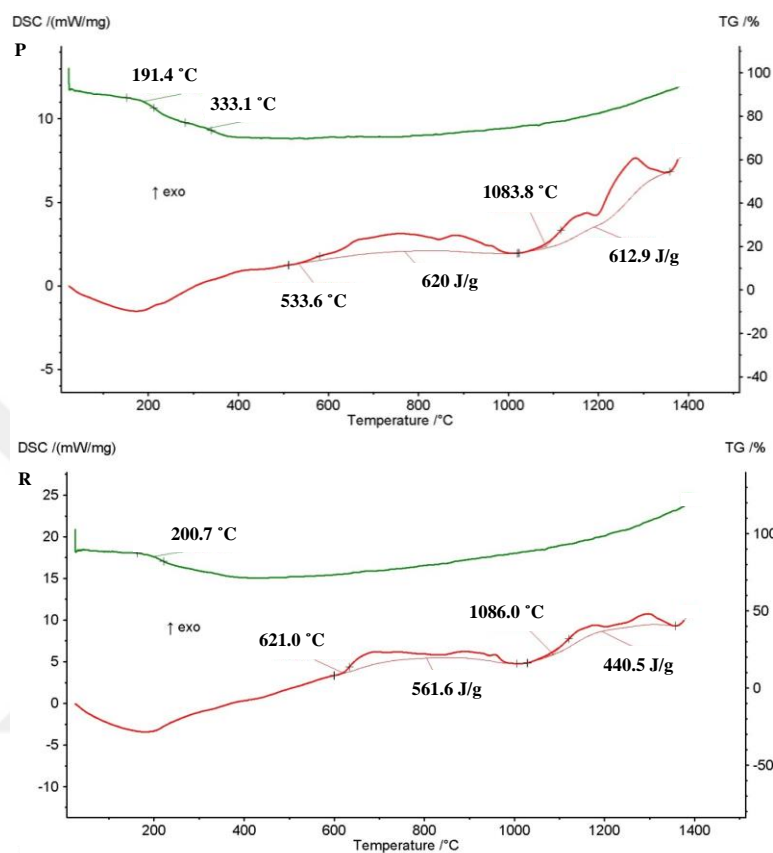 DSC /(mW/mg)
TG /%
P
191.4 ˚C
333.1 ˚C
↑ exo
1083.8 ˚C
533.6 ˚C
620 J/g
612.9 J/g
10
5
0
-5
100
80
60
40
20
0
-20
-40
200 400 600 800 1000 1200 1400
Temperature /°C
DSC /(mW/mg)
TG /%
R
200.7 ˚C
↑ exo
621.0 ˚C
1086.0 ˚C
561.6 J/g
440.5 J/g
25
20
15
10
5
0
-5
-10
100
50
0
-50
200 400 600 800 1000 1200 1400
Temperature /°C